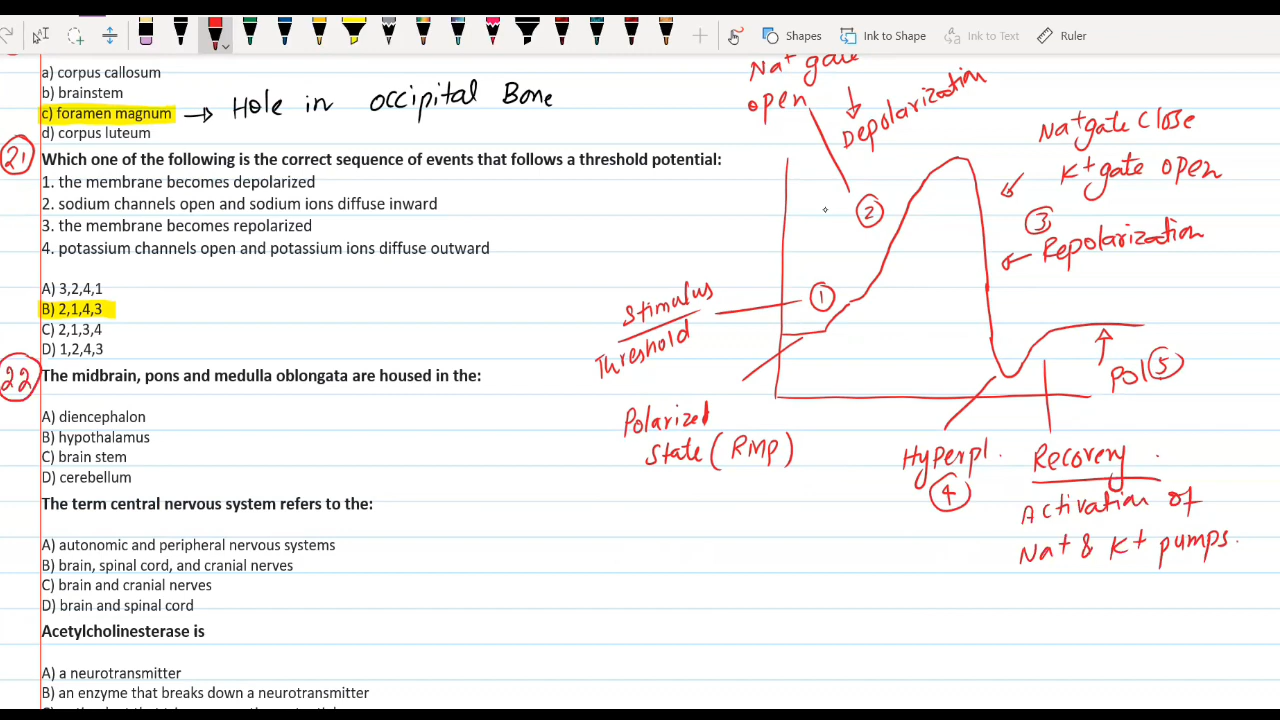 Shapes
Ink to Shape
Ink to Text
Ruler
a) corpus callosum
b) brainstem
c) foramen magnum → Hole in occipital Bone
d) corpus luteum
21
Which one of the following is the correct sequence of events that follows a threshold potential:
1. the membrane becomes depolarized
2. sodium channels open and sodium ions diffuse inward
3. the membrane becomes repolarized
4. potassium channels open and potassium ions diffuse outward
A) 3,2,4,1
B) 2,1,4,3
C) 2,1,3,4
D) 1,2,4,3
22
The midbrain, pons and medulla oblongata are housed in the:
A) diencephalon
B) hypothalamus
C) brain stem
D) cerebellum
The term central nervous system refers to the:
A) autonomic and peripheral nervous systems
B) brain, spinal cord, and cranial nerves
C) brain and cranial nerves
D) brain and spinal cord
Acetylcholinesterase is
A) a neurotransmitter
B) an enzyme that breaks down a neurotransmitter
Na+ gate
open
Depolarization
Na+ gate close
K+ gate open
2
3
Repolarization
1
Stimulus
Threshold
Polarized
State (RMP)
Hyperpl.
4
Recovery
Activation of
Na+ & K+ pumps.
Pol 5